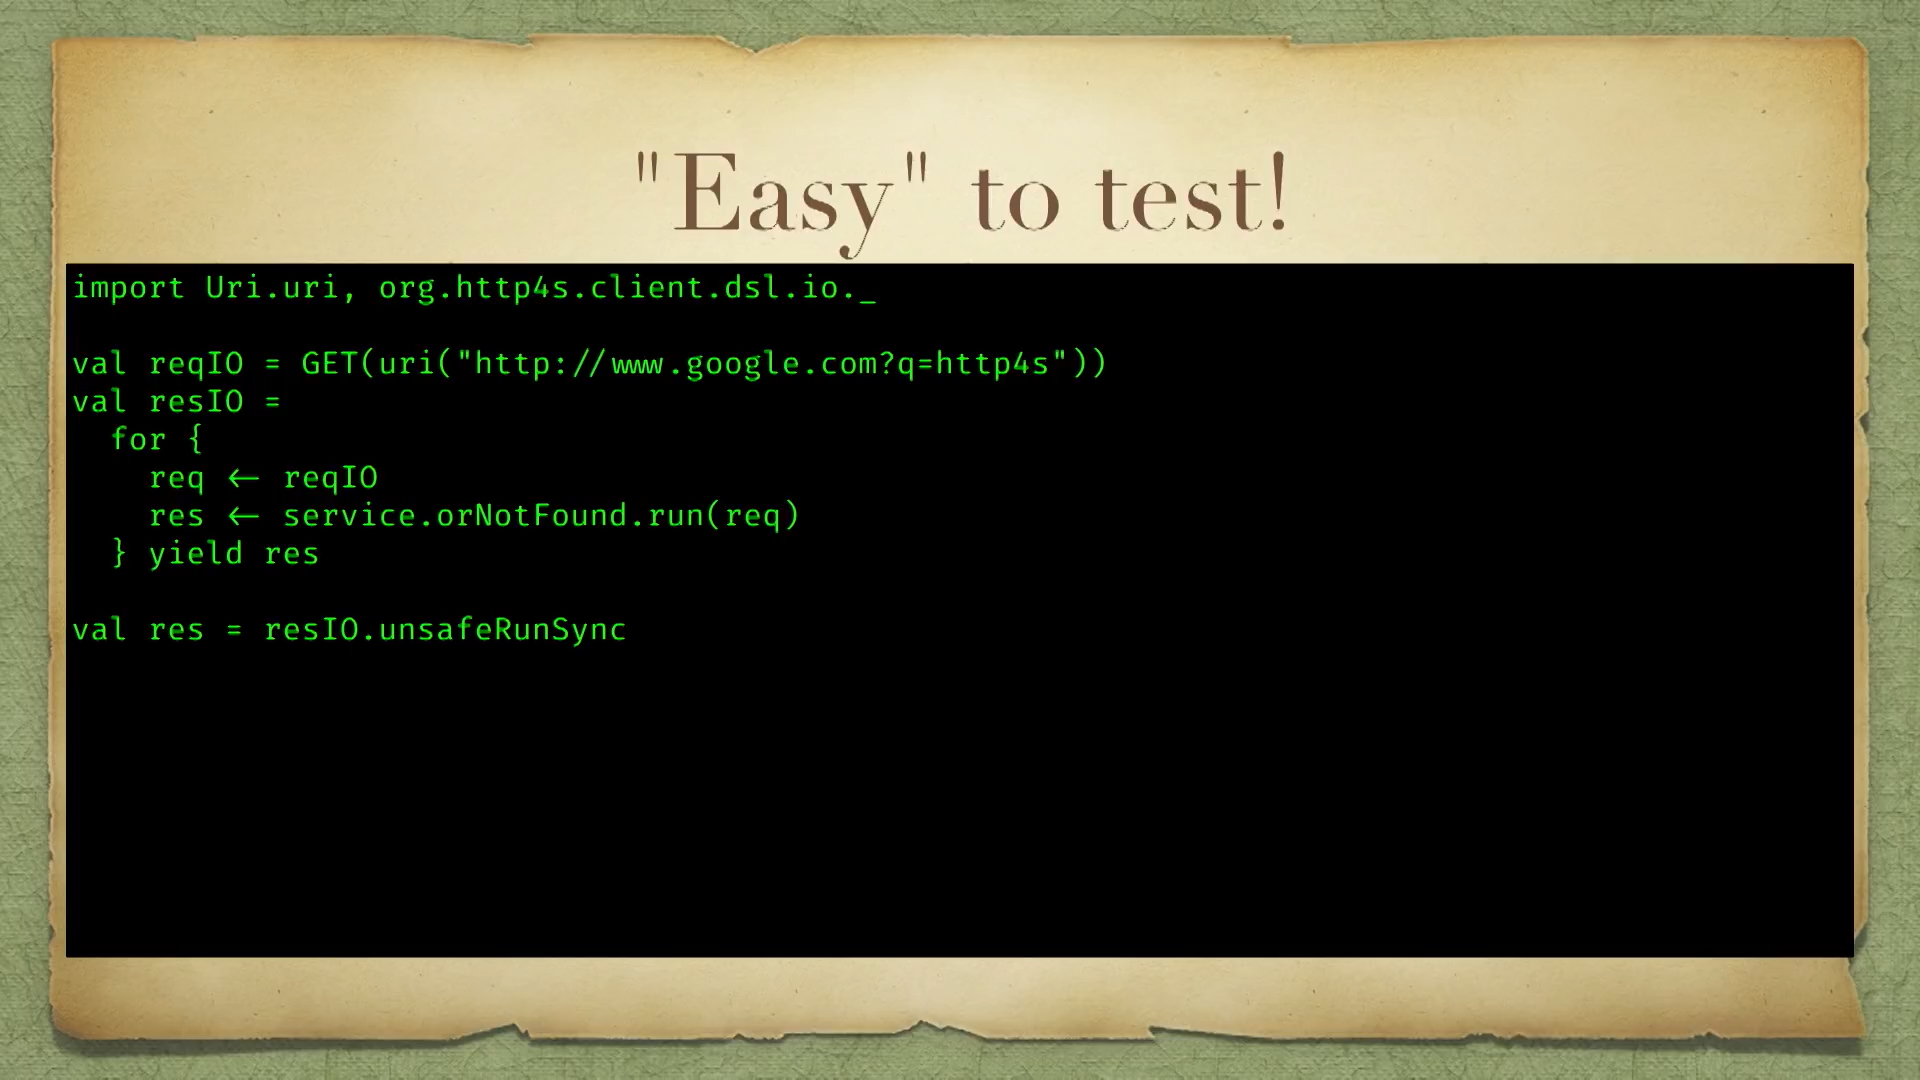 "Easy" to test!
import Uri.uri, org.http4s.client.dsl.io._
val reqIO = GET(uri("http://www.google.com?q=http4s"))
val resIO =
  for {
    req <- reqIO
    res <- service.orNotFound.run(req)
  } yield res
val res = resIO.unsafeRunSync